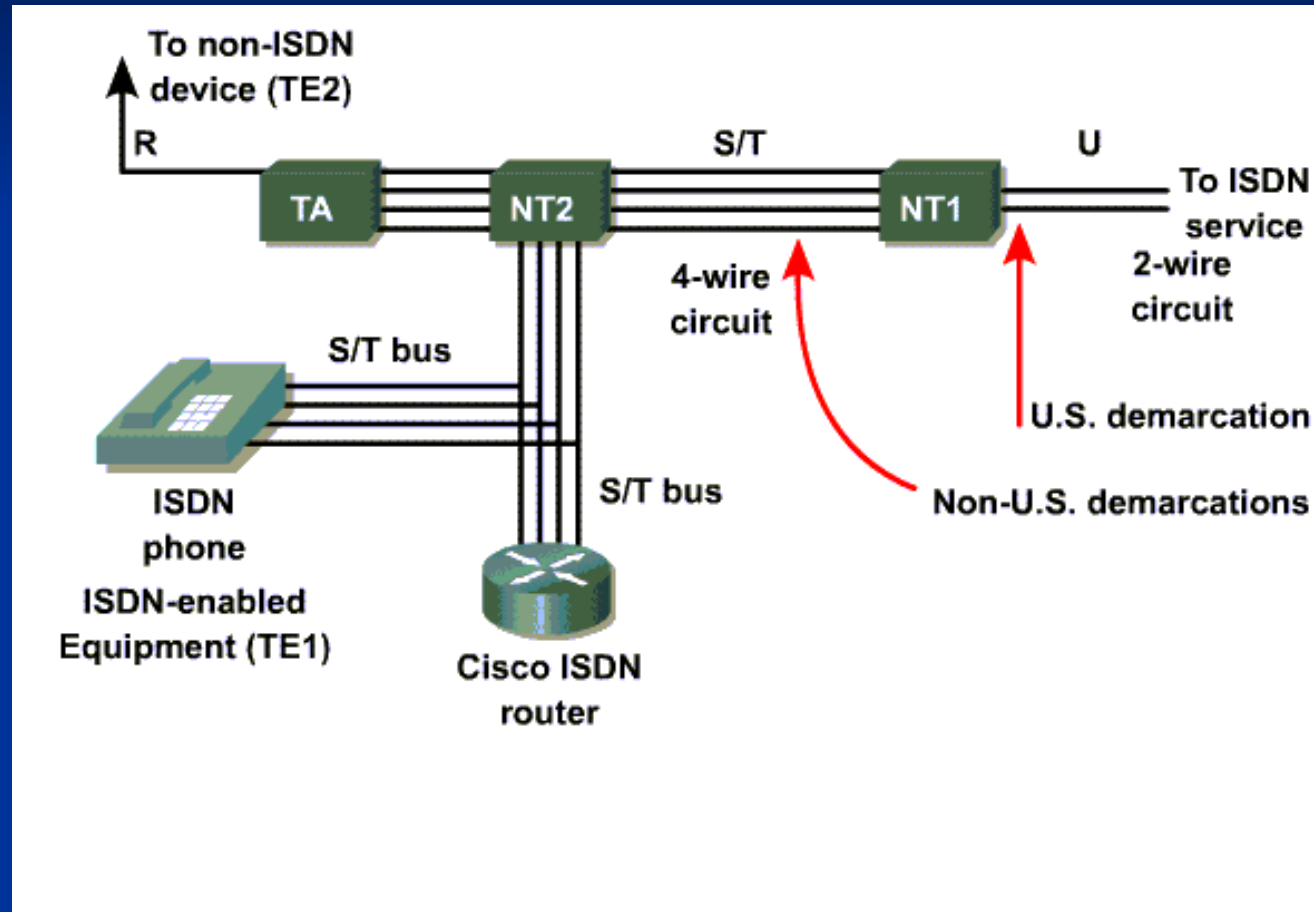 To non-ISDN
device (TE2)
R
S/T
U
TA
NT2
NT1
To ISDN
service
4-wire
circuit
2-wire
circuit
S/T bus
U.S. demarcation
S/T bus
Non-U.S. demarcations
ISDN
phone
ISDN-enabled
Equipment (TE1)
Cisco ISDN
router